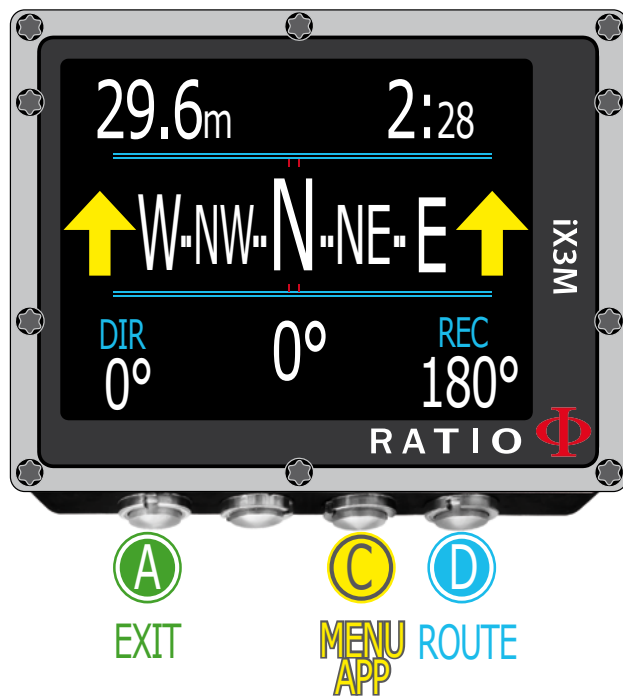 29.6m 2:28
W·NW··N··NE·E
DIR 0° REC
0° 180°
iX3M
RATIO Φ
A C D
EXIT MENU ROUTE
APP